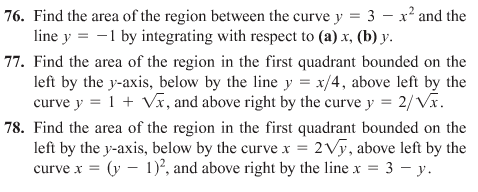 76. Find the area of the region between the curve y = 3 − x² and the
line y = −1 by integrating with respect to (a) x, (b) y.
77. Find the area of the region in the first quadrant bounded on the
left by the y-axis, below by the line y = x/4, above left by the
curve y = 1 + √x, and above right by the curve y = 2/√x.
78. Find the area of the region in the first quadrant bounded on the
left by the y-axis, below by the curve x = 2√y, above left by the
curve x = (y − 1)², and above right by the line x = 3 − y.